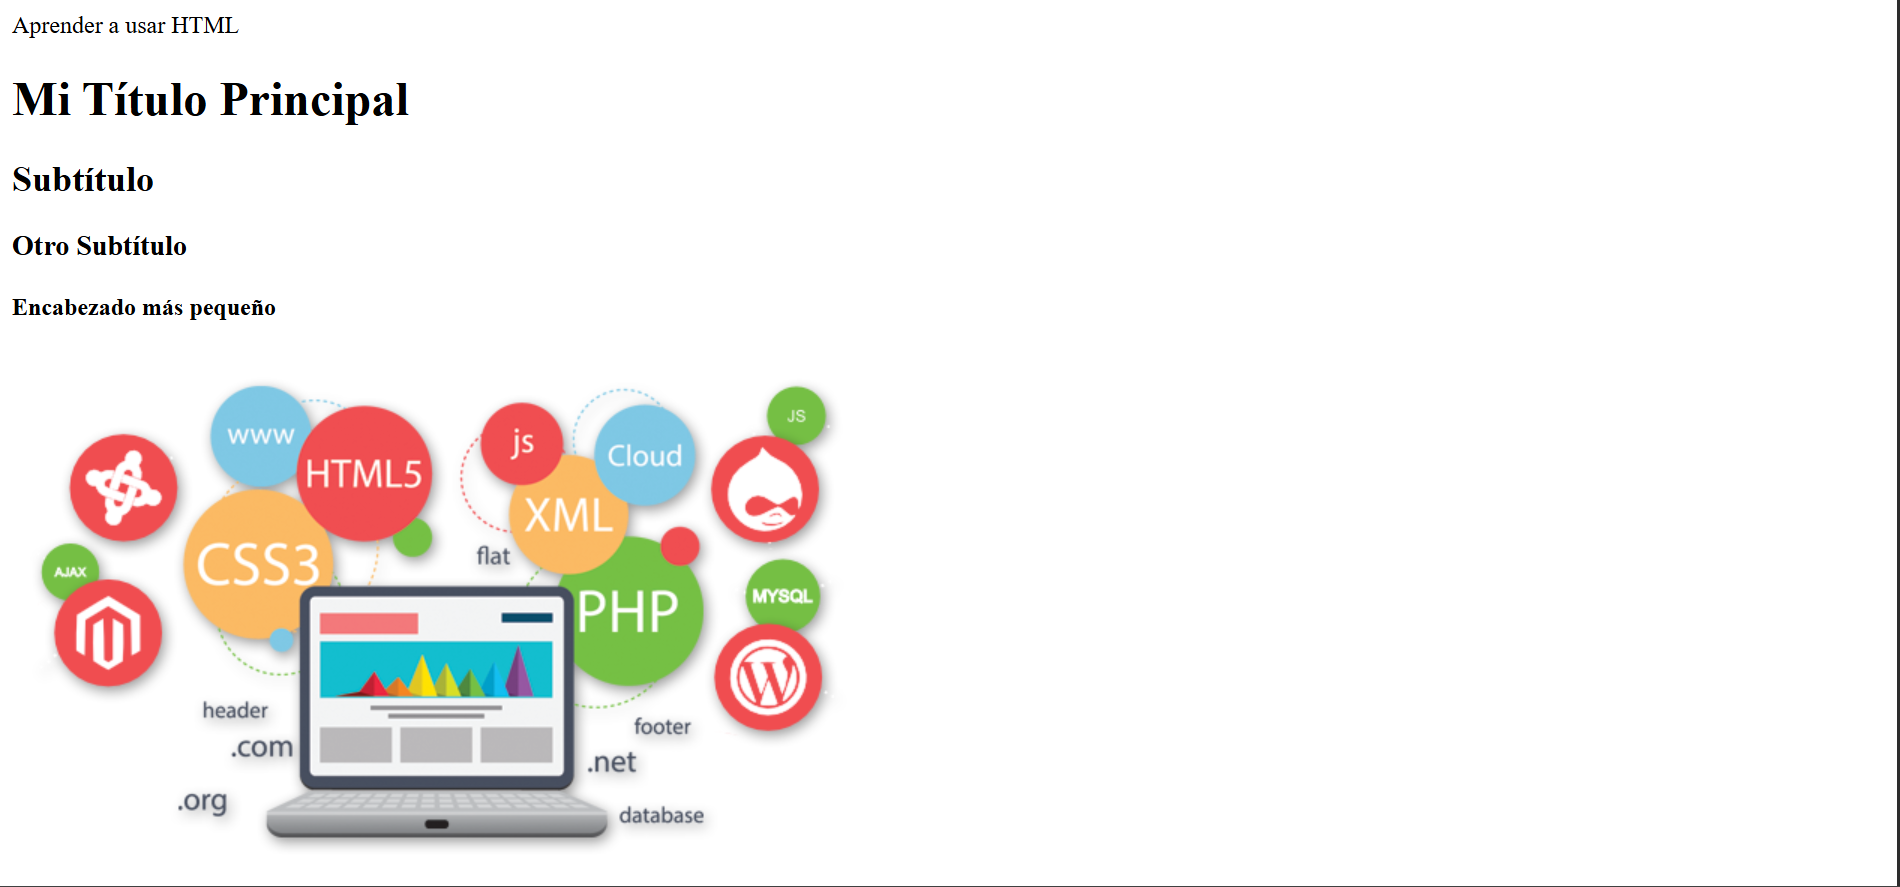 Aprender a usar HTML
Mi Título Principal
Subtítulo
Otro Subtítulo
Encabezado más pequeño
www
HTML5
js
Cloud
JS
XML
CSS3
flat
AJAX
PHP
MYSQL
header
footer
.com
.net
.org
database